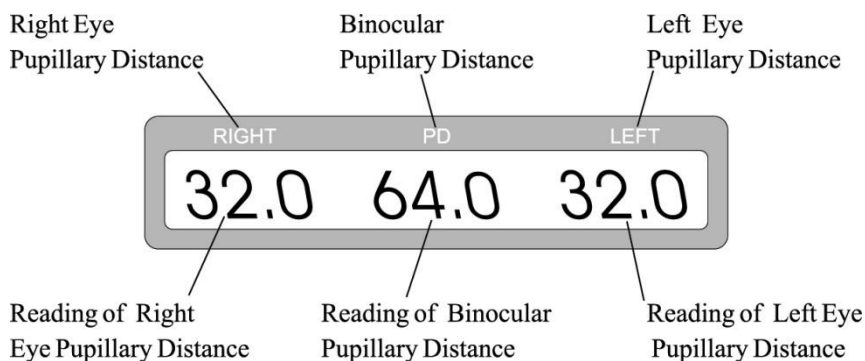 Right Eye
Pupillary Distance
Binocular
Pupillary Distance
Left Eye
Pupillary Distance
RIGHT PD LEFT
32.0 64.0 32.0
Reading of Right
Eye Pupillary Distance
Reading of Binocular
Pupillary Distance
Reading of Left Eye
Pupillary Distance